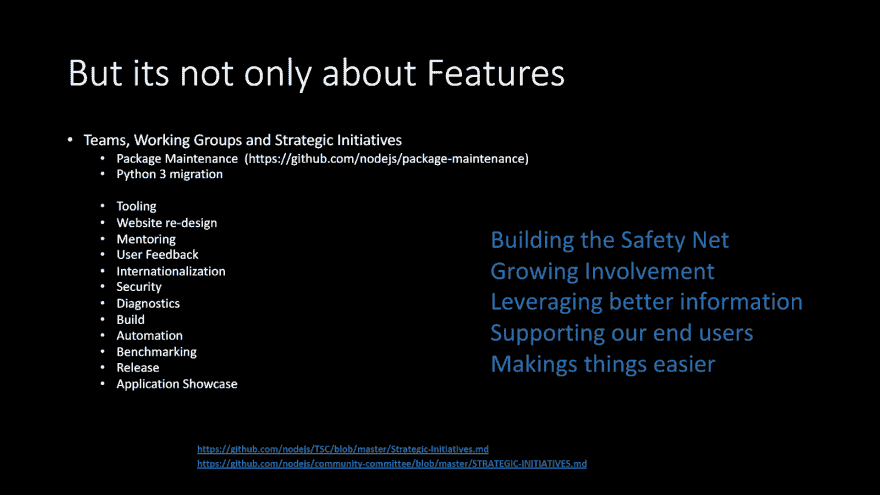 But its not only about Features
• Teams, Working Groups and Strategic Initiatives
• Package Maintenance (https://github.com/nodejs/package-maintenance)
• Python 3 migration
• Tooling
• Website re-design
• Mentoring
• User Feedback
• Internationalization
• Security
• Diagnostics
• Build
• Automation
• Benchmarking
• Release
• Application Showcase
Building the Safety Net
Growing Involvement
Leveraging better information
Supporting our end users
Makings things easier
https://github.com/nodejs/TSC/blob/master/Strategic-Initiatives.md
https://github.com/nodejs/community-committee/blob/master/STRATEGIC-INITIATIVES.md